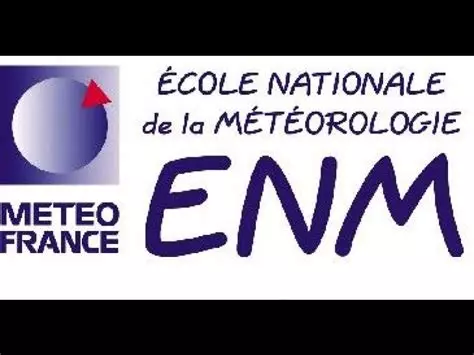 ÉCOLE NATIONALE
de la MÉTÉOROLOGIE
ENM
METEO
FRANCE